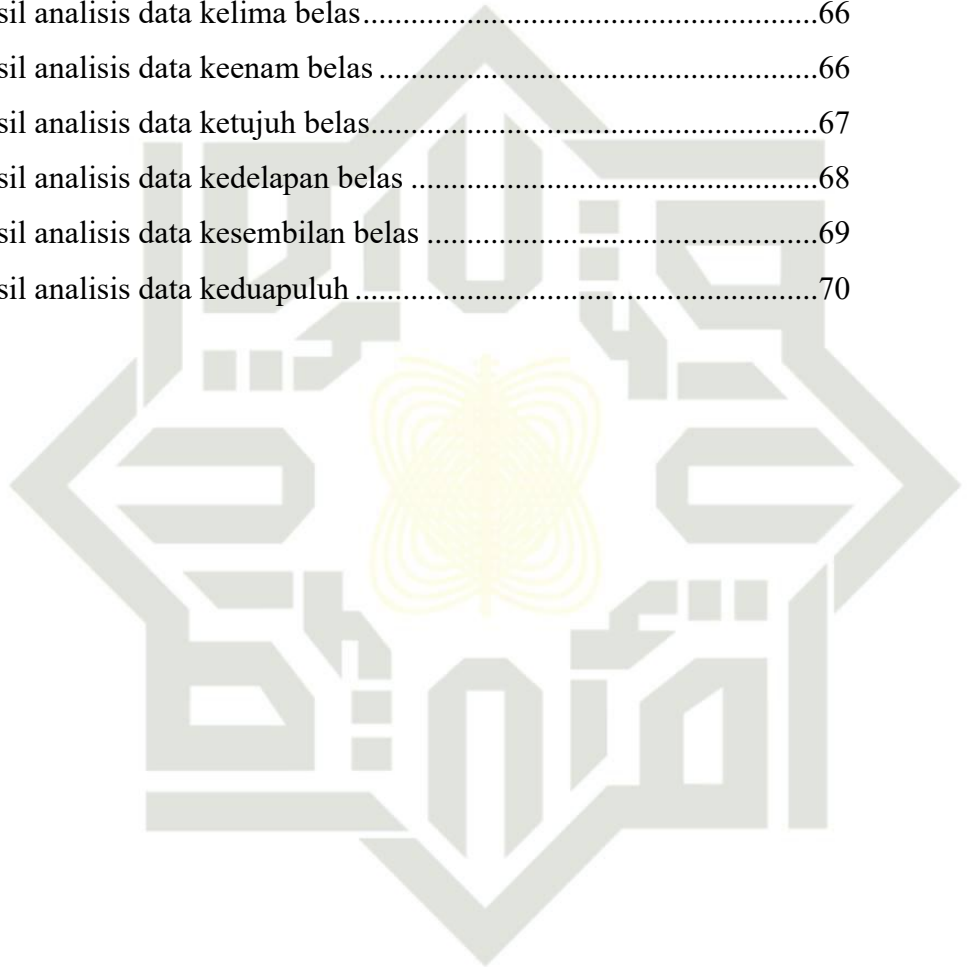 sil analisis data kelima belas.........................................................66
sil analisis data keenam belas .......................................................66
sil analisis data ketujuh belas........................................................67
sil analisis data kedelapan belas ...................................................68
sil analisis data kesembilan belas .................................................69
sil analisis data keduapuluh ..........................................................70